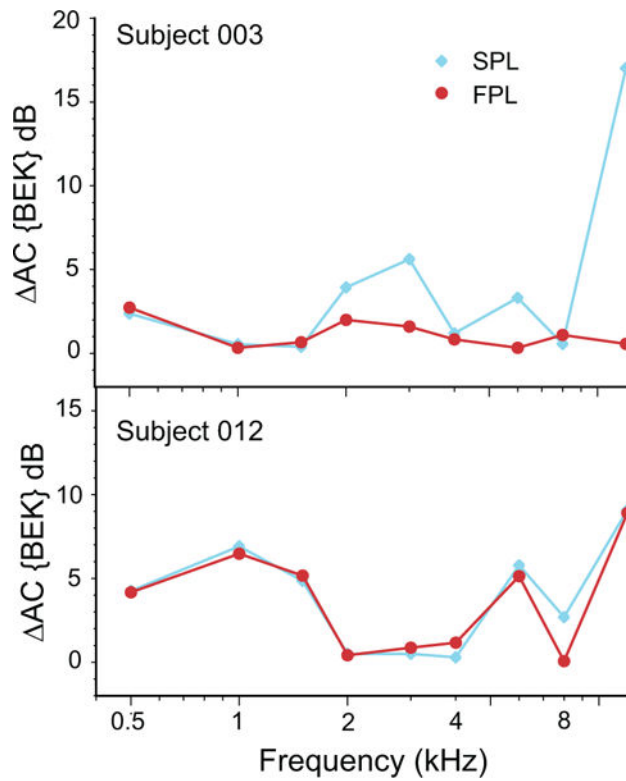 20
Subject 003
SPL
FPL
15
10
5
0
ΔAC {BEK} dB
15
Subject 012
10
5
0
ΔAC {BEK} dB
0.5 1 2 4 8
Frequency (kHz)